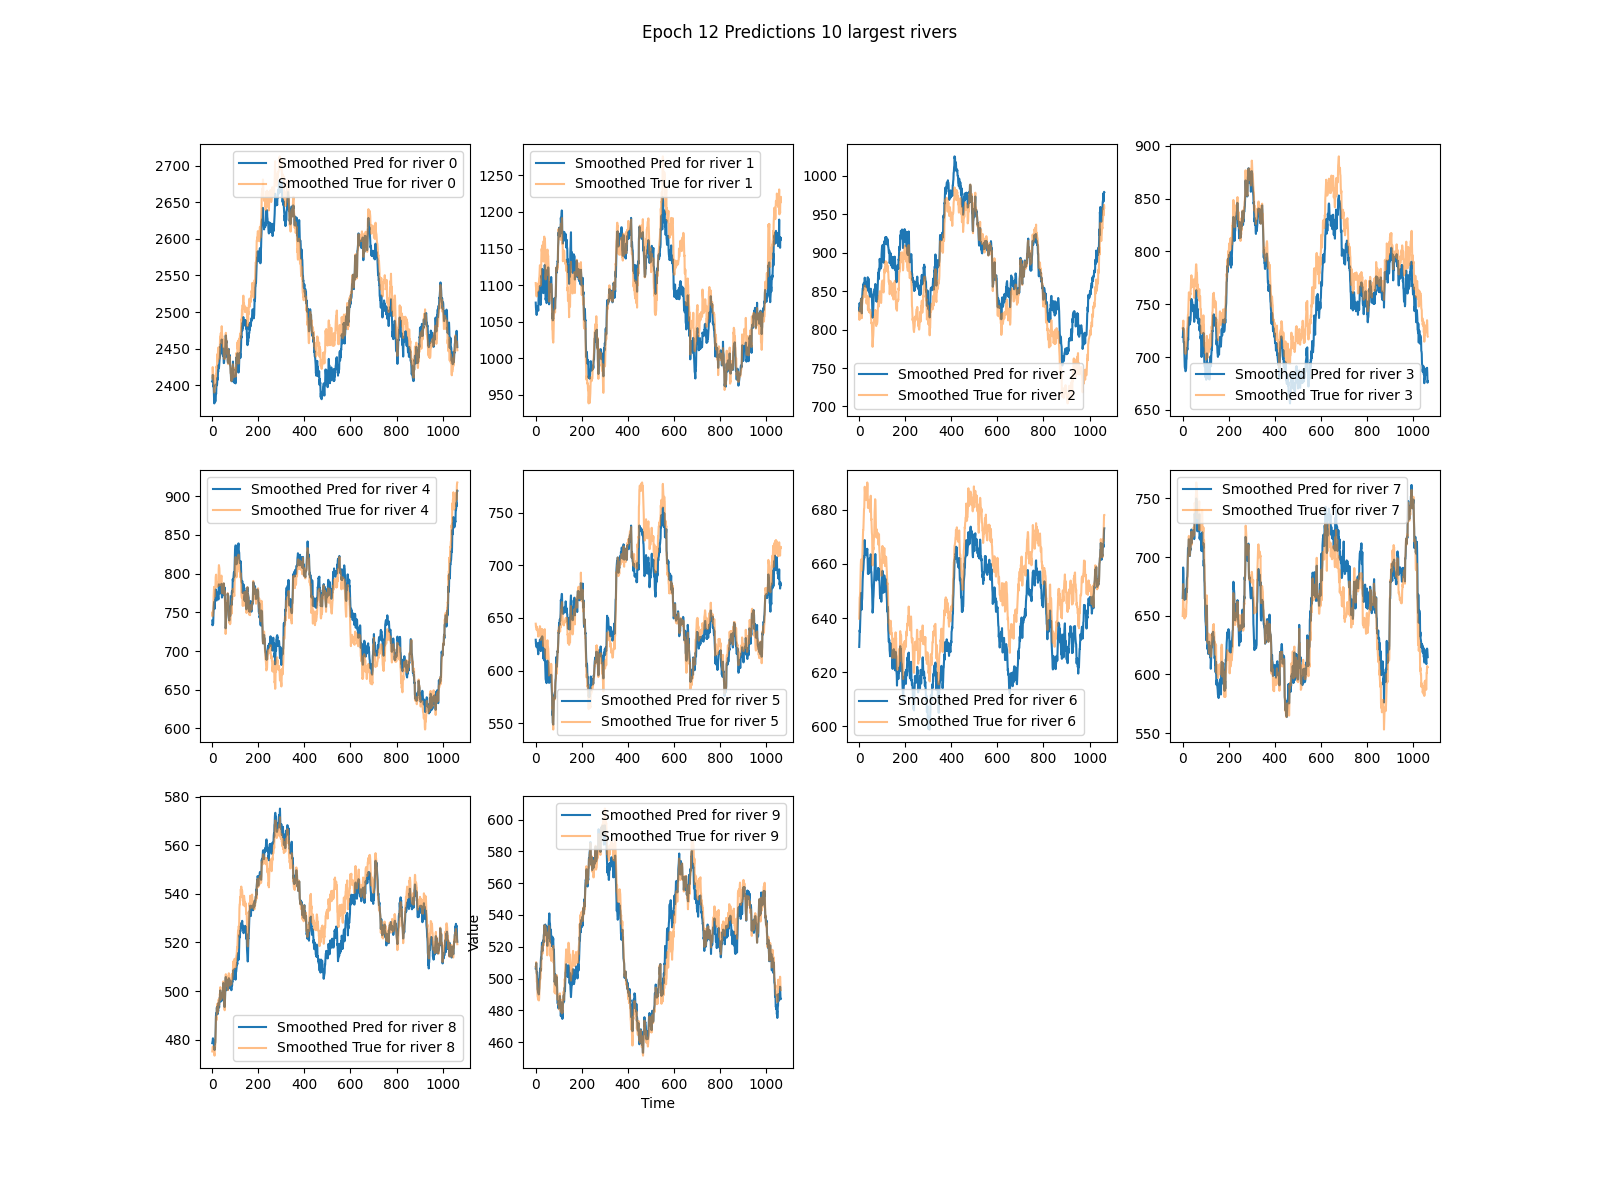 Epoch 12 Predictions 10 largest rivers
2700
2650
2600
2550
2500
2450
2400
Smoothed Pred for river 0
Smoothed True for river 0
0 200 400 600 800 1000
1250
1200
1150
1100
1050
1000
950
Smoothed Pred for river 1
Smoothed True for river 1
0 200 400 600 800 1000
1000
950
900
850
800
750
700
Smoothed Pred for river 2
Smoothed True for river 2
0 200 400 600 800 1000
900
850
800
750
700
650
Smoothed Pred for river 3
Smoothed True for river 3
0 200 400 600 800 1000
900
850
800
750
700
650
600
Smoothed Pred for river 4
Smoothed True for river 4
0 200 400 600 800 1000
750
700
650
600
550
Smoothed Pred for river 5
Smoothed True for river 5
0 200 400 600 800 1000
680
660
640
620
600
Smoothed Pred for river 6
Smoothed True for river 6
0 200 400 600 800 1000
750
700
650
600
550
Smoothed Pred for river 7
Smoothed True for river 7
0 200 400 600 800 1000
580
560
540
520
500
480
Smoothed Pred for river 8
Smoothed True for river 8
0 200 400 600 800 1000
Value
600
580
560
540
520
500
480
460
Smoothed Pred for river 9
Smoothed True for river 9
0 200 400 600 800 1000
Time